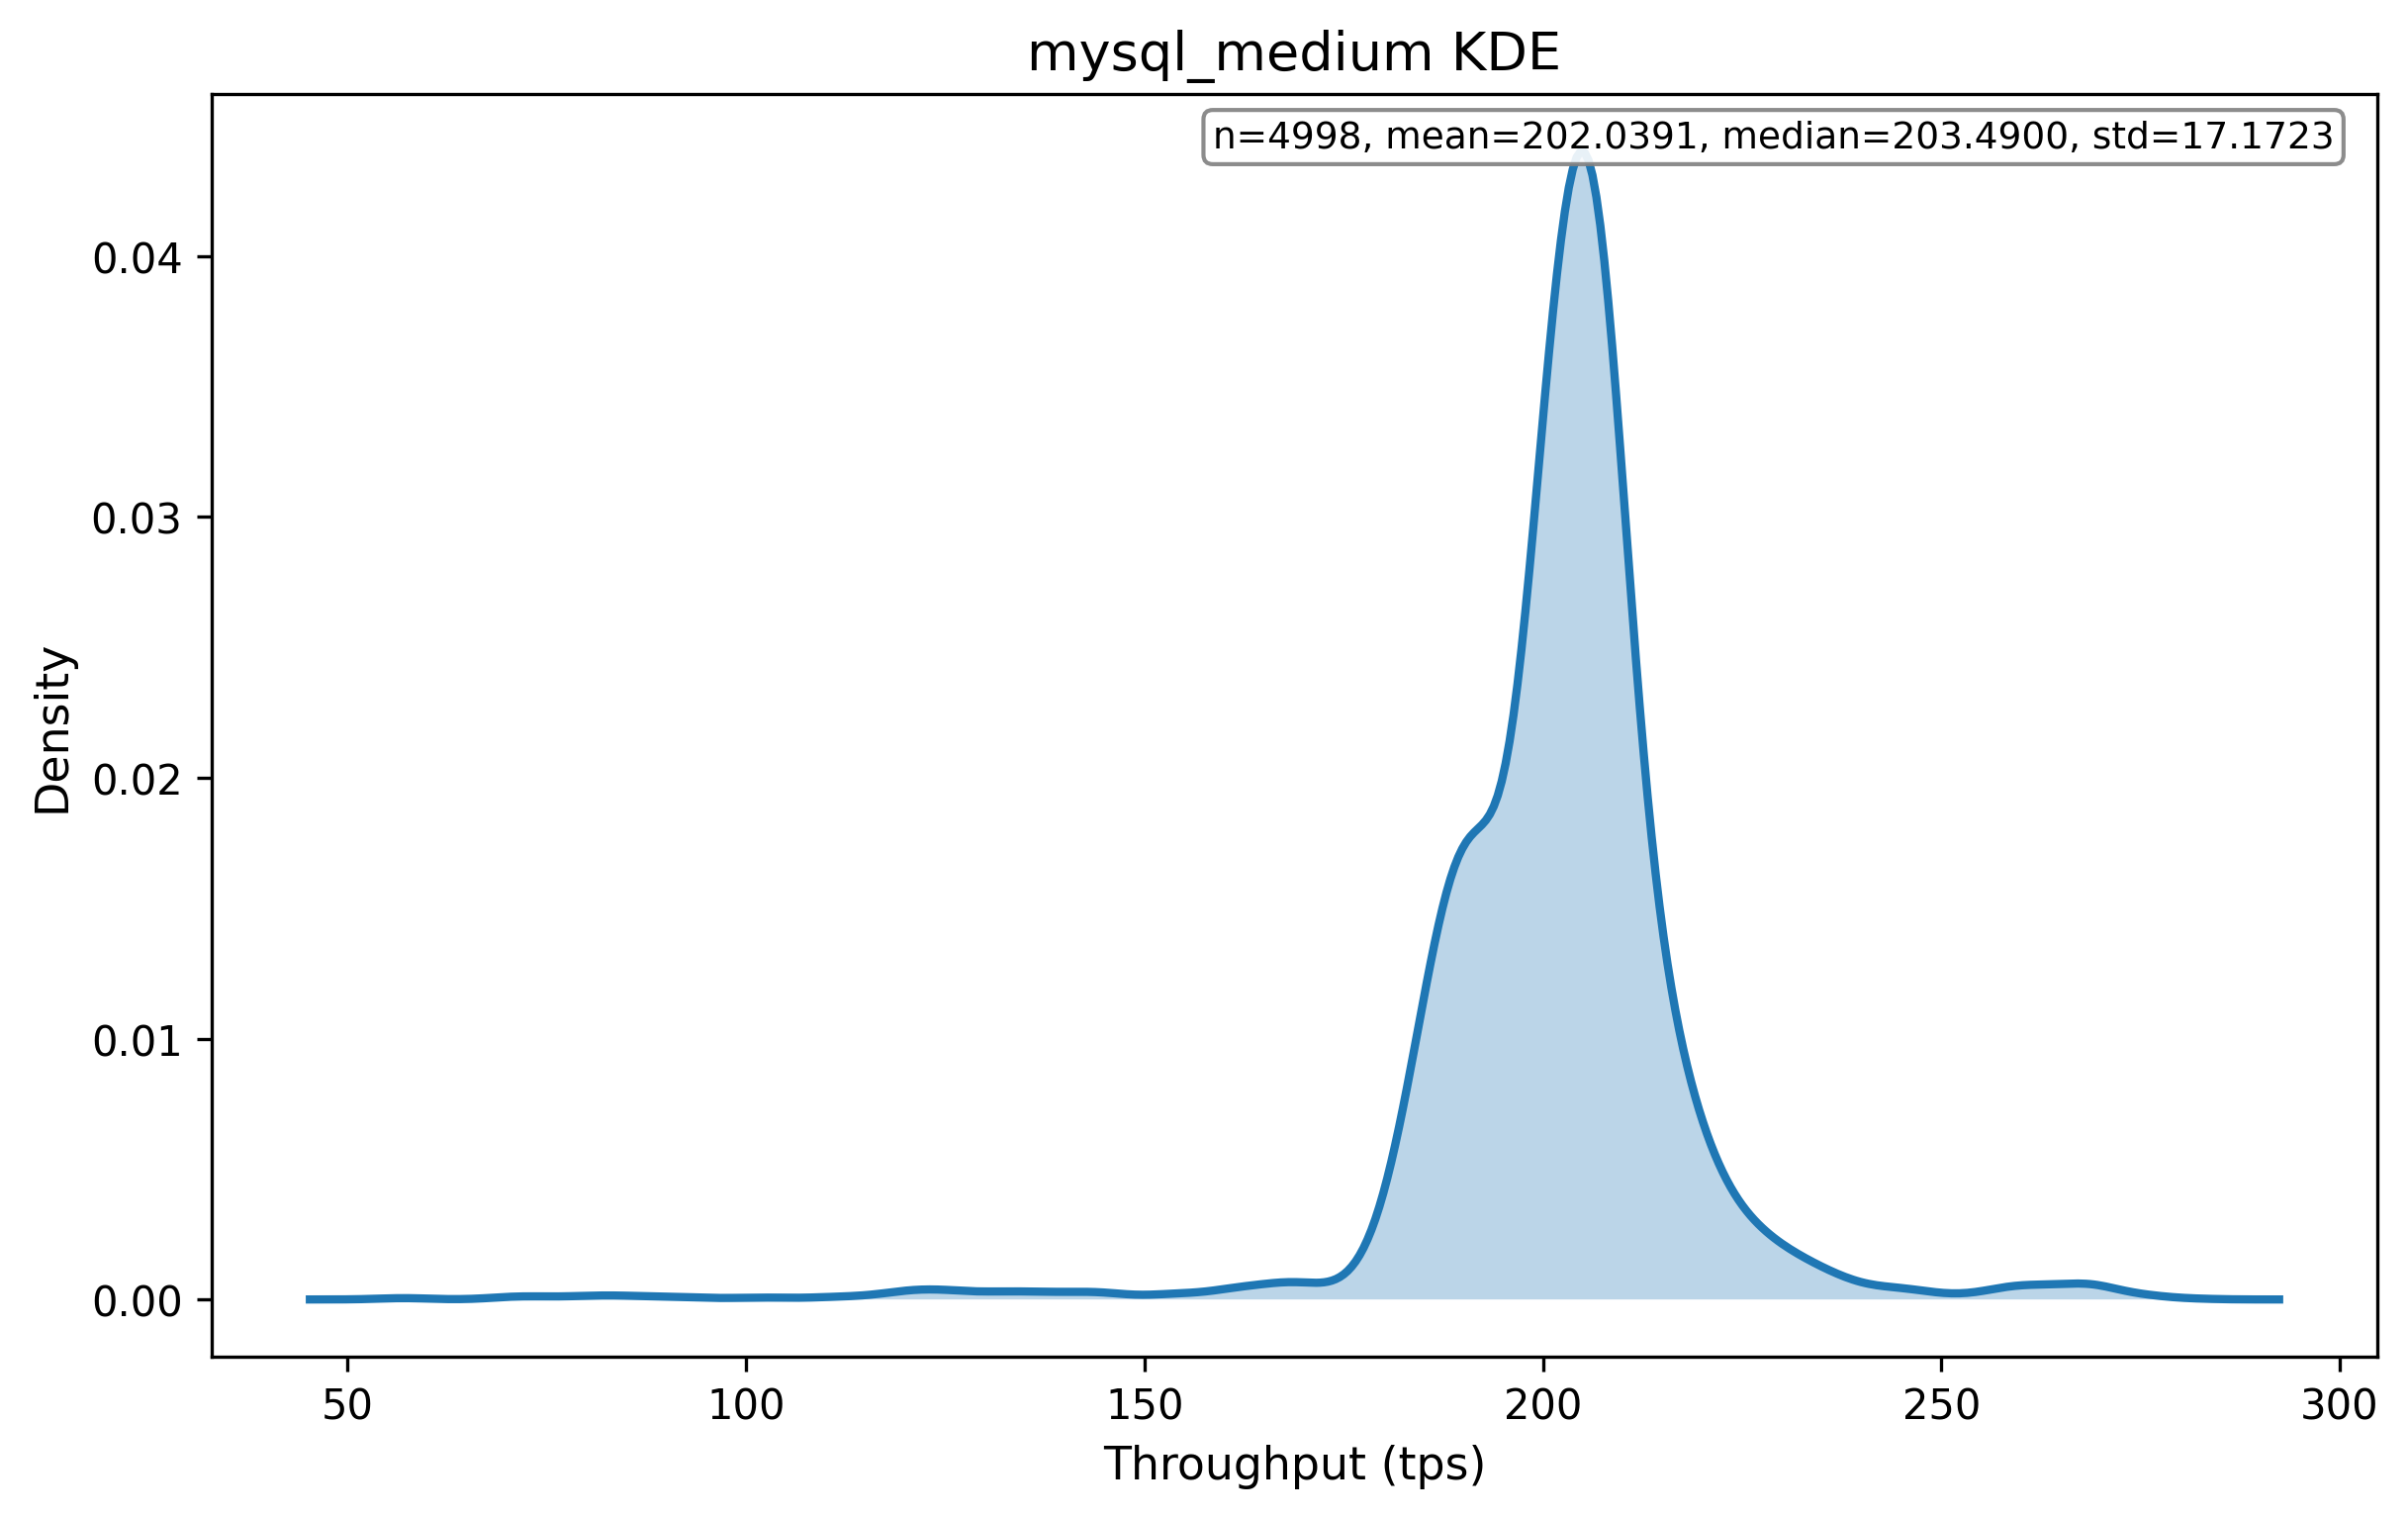 mysql_medium KDE
n=4998, mean=202.0391, median=203.4900, std=17.1723
0.04
0.03
0.02
0.01
0.00
Density
50 100 150 200 250 300
Throughput (tps)